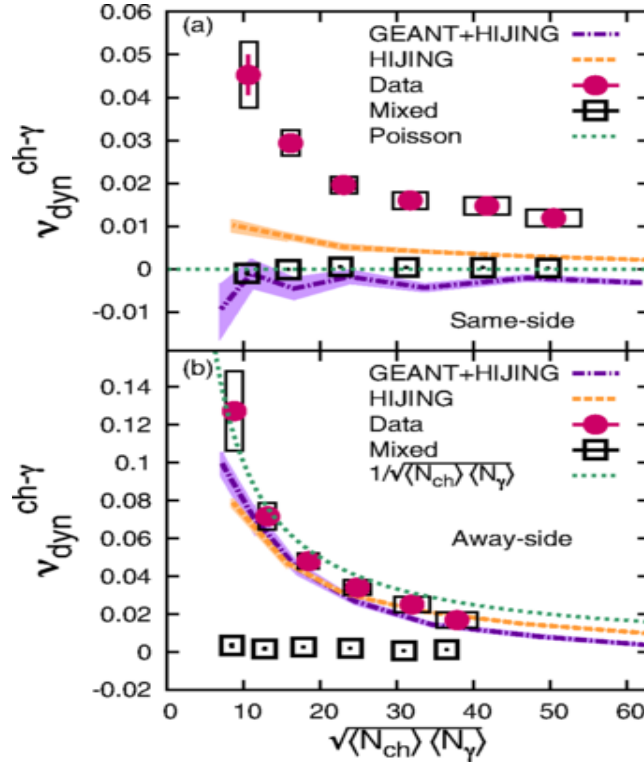 0.06
0.05
0.04
0.03
0.02
0.01
0
-0.01
(a)
GEANT+HIJING
HIJING
Data
Mixed
Poisson
Same-side
ν_dyn^ch-γ
0.14
0.12
0.1
0.08
0.06
0.04
0.02
0
-0.02
(b)
GEANT+HIJING
HIJING
Data
Mixed
1/√⟨N_ch⟩ ⟨N_γ⟩
Away-side
ν_dyn^ch-γ
0 10 20 30 40 50 60
√⟨N_ch⟩ ⟨N_γ⟩